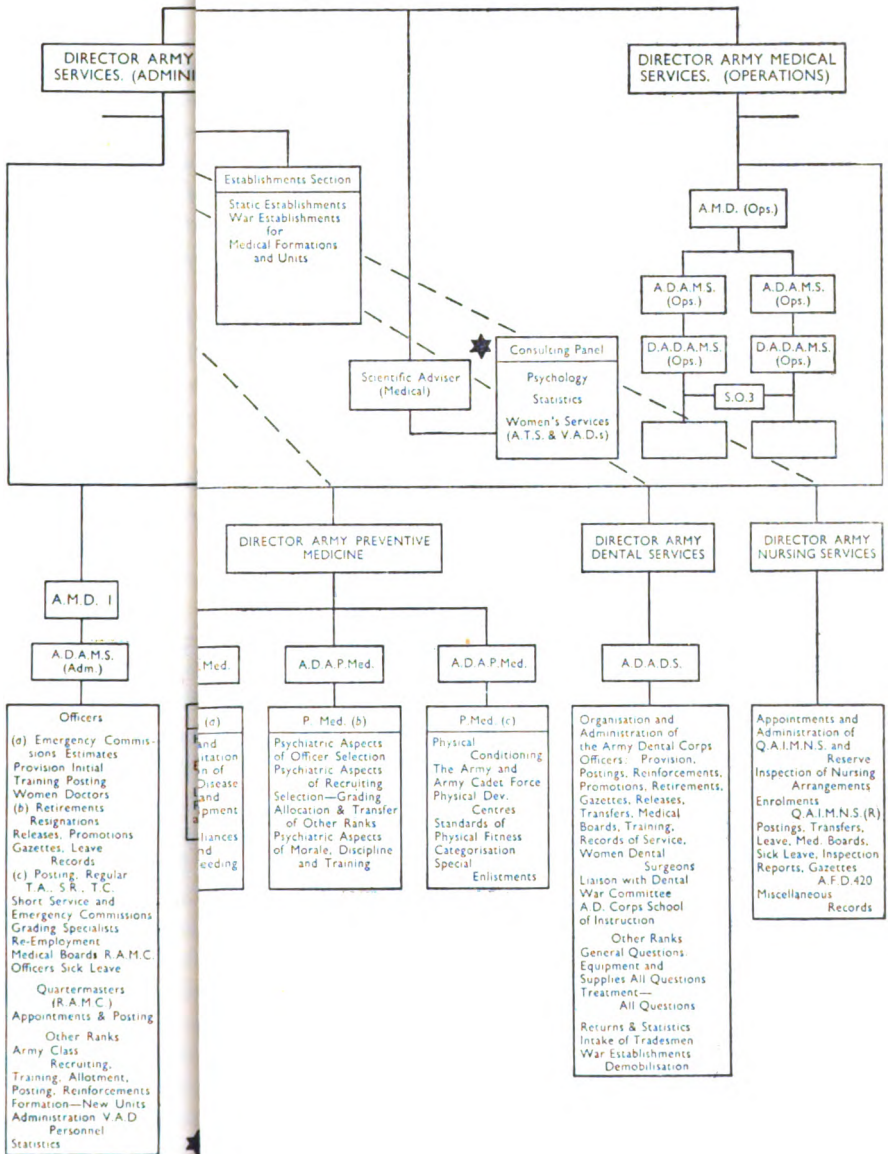 DIRECTOR ARMY
SERVICES. (ADMINI
DIRECTOR ARMY MEDICAL
SERVICES. (OPERATIONS)
Establishments Section
Static Establishments
War Establishments
for
Medical Formations
and Units
A.M.D. (Ops.)
A.D.A.M.S.
(Ops.)
A.D.A.M.S.
(Ops.)
D.A.D.A.M.S.
(Ops.)
D.A.D.A.M.S.
(Ops.)
S.O.3
Scientific Adviser
(Medical)
Consulting Panel
Psychology
Statistics
Women's Services
(A.T.S. & V.A.D.s)
DIRECTOR ARMY PREVENTIVE
MEDICINE
DIRECTOR ARMY
DENTAL SERVICES
DIRECTOR ARMY
NURSING SERVICES
A.M.D. 1
A.D.A.M.S.
(Adm.)
Officers
(a) Emergency Commis-
sions Estimates
Provision Initial
Training Posting
Women Doctors
(b) Retirements
Resignations
Releases, Promotions
Gazettes, Leave
Records
(c) Posting, Regular
T.A., S.R., T.C.
Short Service and
Emergency Commissions
Grading Specialists
Re-Employment
Medical Boards R.A.M.C.
Officers Sick Leave
Quartermasters
(R.A.M.C.)
Appointments & Posting
Other Ranks
Army Class
Recruiting,
Training, Allotment,
Posting, Reinforcements
Formation—New Units
Administration V.A.D
Personnel
Statistics
.Med.
(a)
and
itation
n of
Disease
and
pment
liances
nd
eeding
A.D.A.P.Med.
P. Med. (b)
Psychiatric Aspects
of Officer Selection
Psychiatric Aspects
of Recruiting
Selection—Grading
Allocation & Transfer
of Other Ranks
Psychiatric Aspects
of Morale, Discipline
and Training
A.D.A.P.Med.
P.Med. (c)
Physical
Conditioning
The Army and
Army Cadet Force
Physical Dev.
Centres
Standards of
Physical Fitness
Categorisation
Special
Enlistments
A.D.A.D.S.
Organisation and
Administration of
the Army Dental Corps
Officers. Provision,
Postings, Reinforcements,
Promotions, Retirements,
Gazettes, Releases,
Transfers, Medical
Boards, Training,
Records of Service,
Women Dental
Surgeons
Liaison with Dental
War Committee
A.D. Corps School
of Instruction
Other Ranks
General Questions.
Equipment and
Supplies All Questions
Treatment—
All Questions
Returns & Statistics
Intake of Tradesmen
War Establishments
Demobilisation
Appointments and
Administration of
Q.A.I.M.N.S. and
Reserve
Inspection of Nursing
Arrangements
Enrolments
Q.A.I.M.N.S.(R)
Postings, Transfers,
Leave, Med. Boards,
Sick Leave, Inspection
Reports, Gazettes
A.F.D.420
Miscellaneous
Records